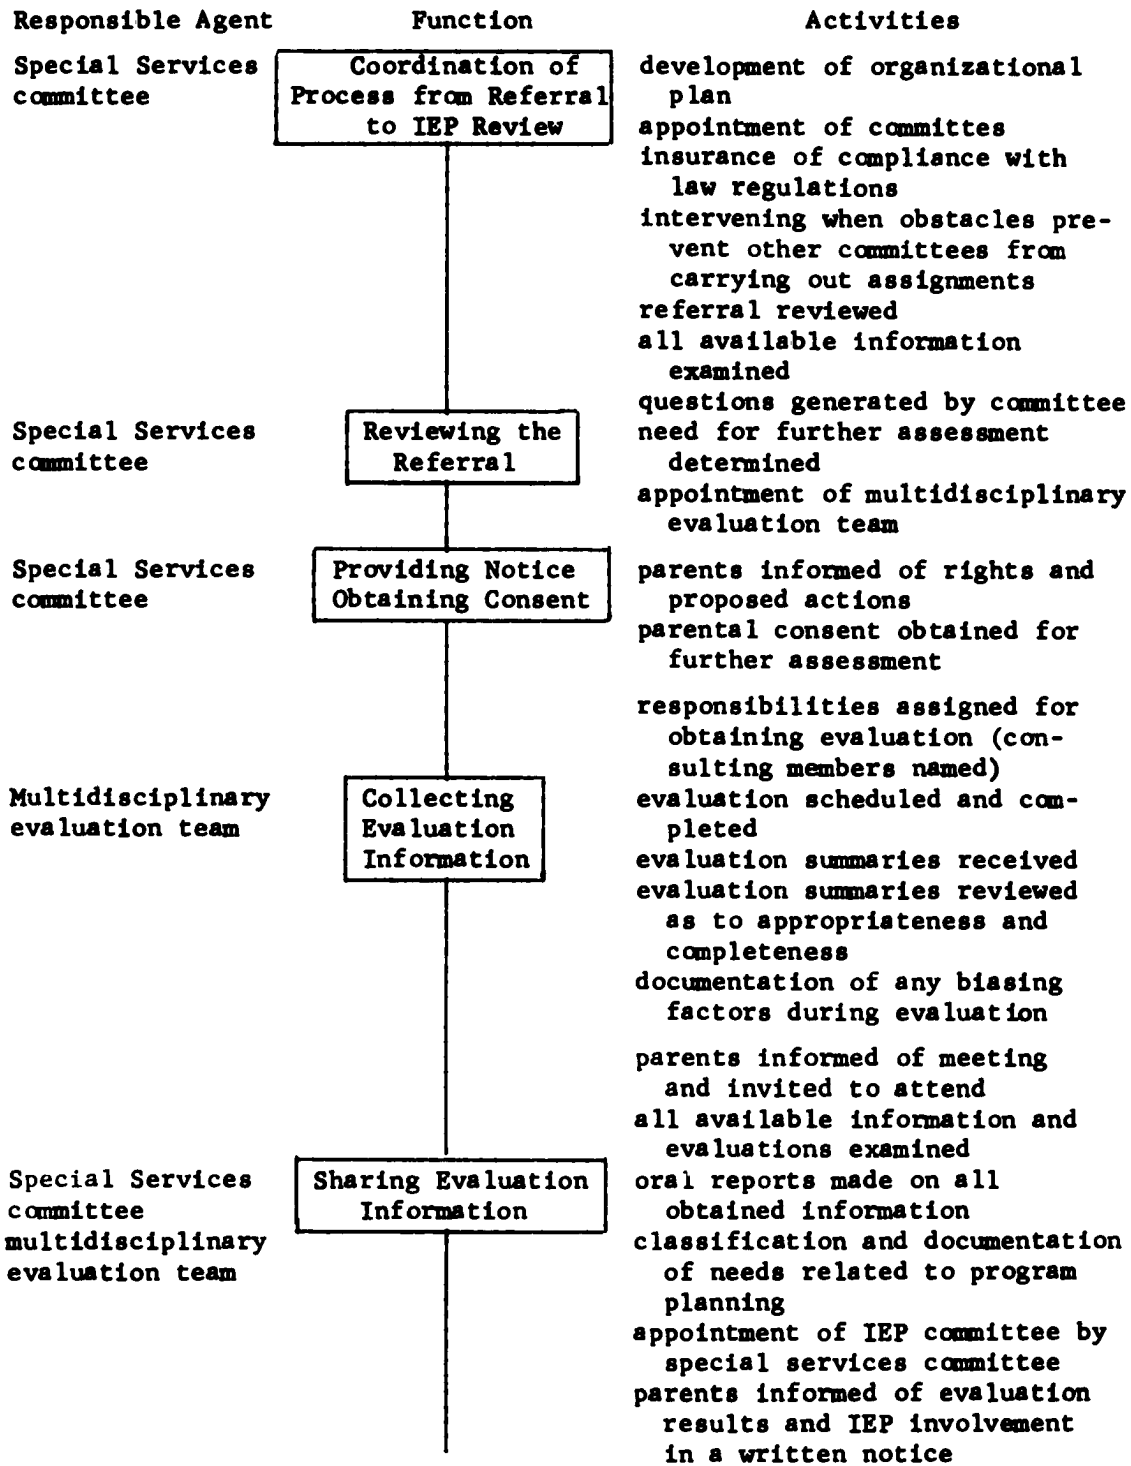 Responsible Agent Function Activities
Special Services
committee
Coordination of
Process from Referral
to IEP Review
development of organizational
plan
appointment of committes
insurance of compliance with
law regulations
intervening when obstacles pre-
vent other committees from
carrying out assignments
referral reviewed
all available information
examined
questions generated by committee
Special Services
committee
Reviewing the
Referral
need for further assessment
determined
appointment of multidisciplinary
evaluation team
Special Services
committee
Providing Notice
Obtaining Consent
parents informed of rights and
proposed actions
parental consent obtained for
further assessment
responsibilities assigned for
obtaining evaluation (con-
sulting members named)
Multidisciplinary
evaluation team
Collecting
Evaluation
Information
evaluation scheduled and com-
pleted
evaluation summaries received
evaluation summaries reviewed
as to appropriateness and
completeness
documentation of any biasing
factors during evaluation
parents informed of meeting
and invited to attend
all available information and
evaluations examined
Special Services
committee
multidisciplinary
evaluation team
Sharing Evaluation
Information
oral reports made on all
obtained information
classification and documentation
of needs related to program
planning
appointment of IEP committee by
special services committee
parents informed of evaluation
results and IEP involvement
in a written notice